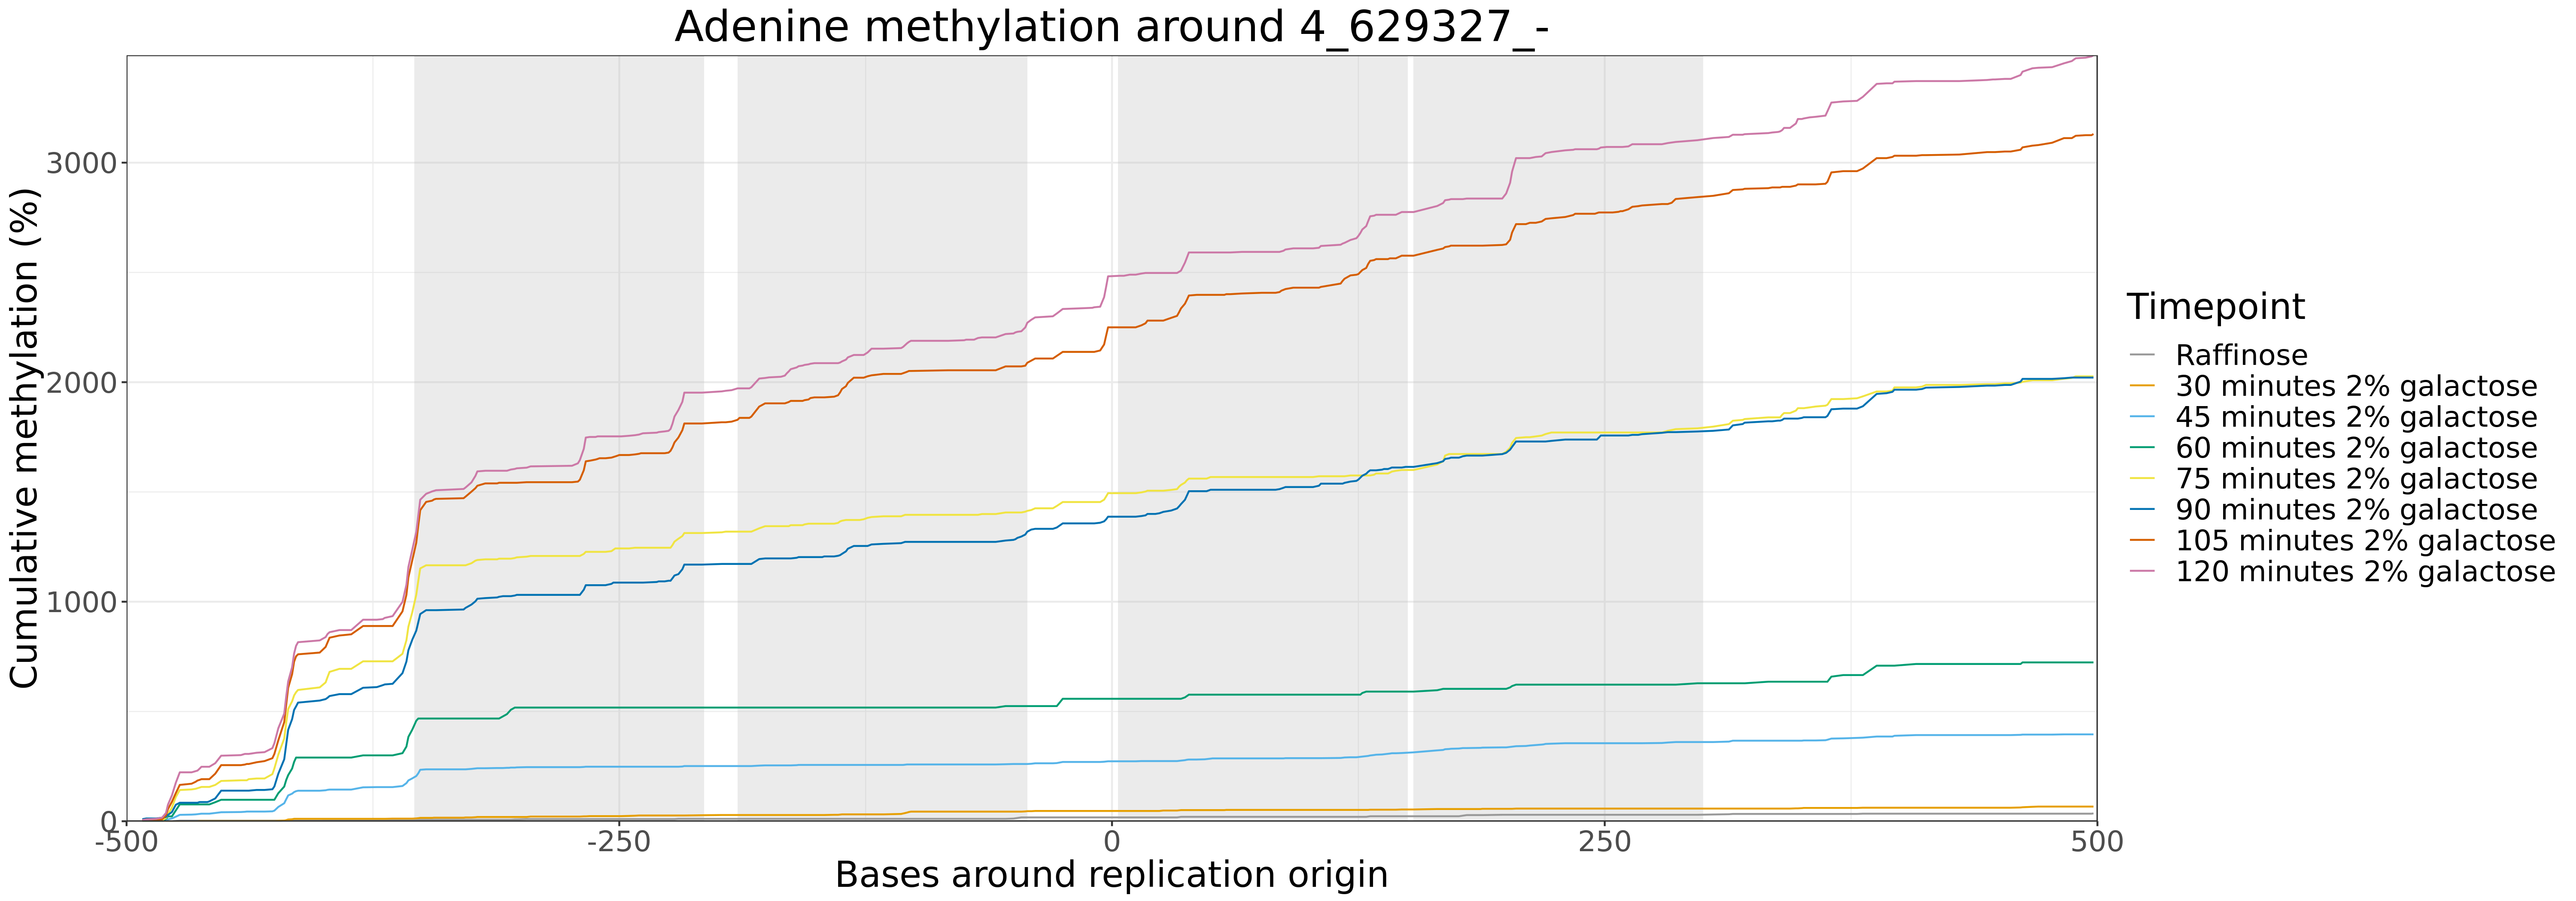 Adenine methylation around 4_629327_-
Cumulative methylation (%)
3000
2000
1000
0
-500
-250
0
250
500
Bases around replication origin
Timepoint
Raffinose
30 minutes 2% galactose
45 minutes 2% galactose
60 minutes 2% galactose
75 minutes 2% galactose
90 minutes 2% galactose
105 minutes 2% galactose
120 minutes 2% galactose